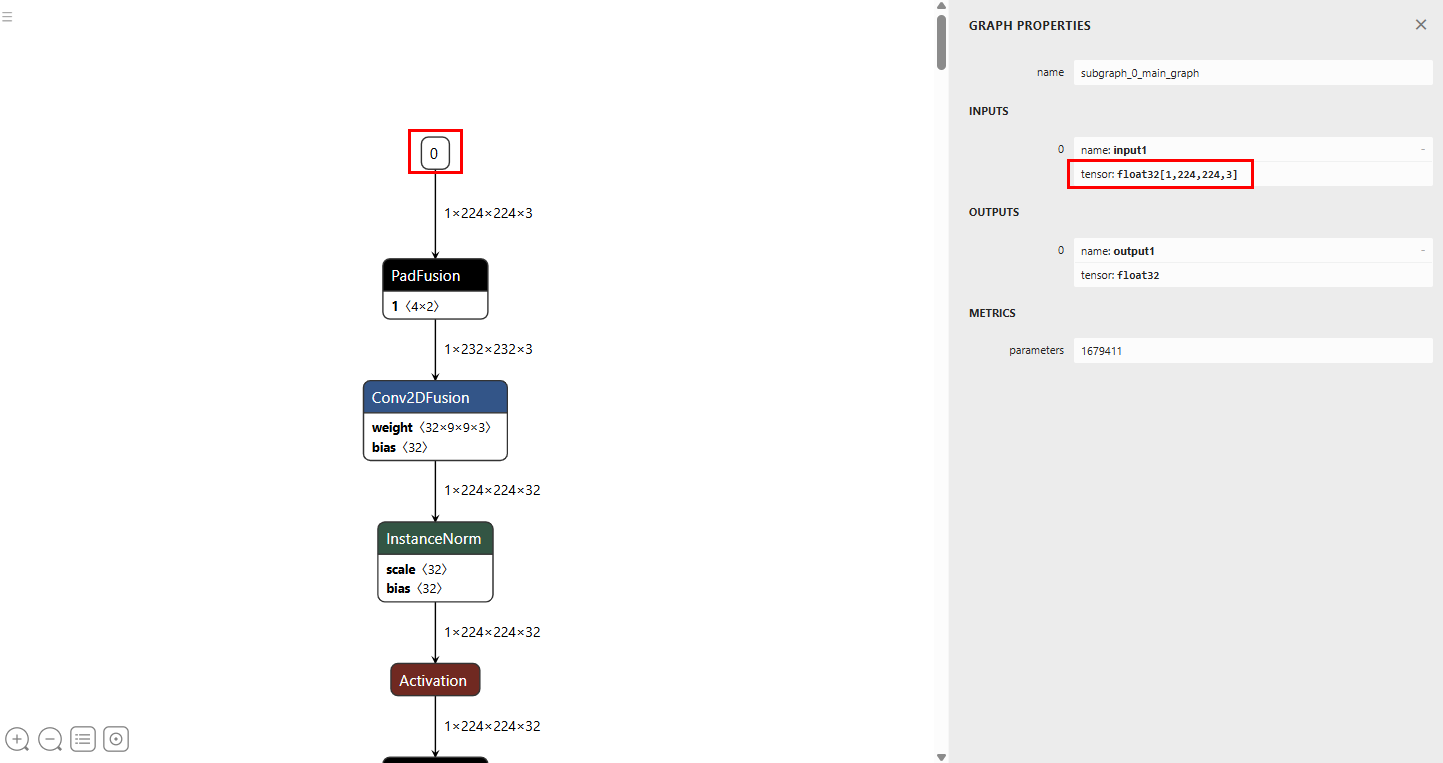 0
1×224×224×3
PadFusion
1〈4×2〉
1×232×232×3
Conv2DFusion
weight〈32×9×9×3〉
bias〈32〉
1×224×224×32
InstanceNorm
scale〈32〉
bias〈32〉
1×224×224×32
Activation
1×224×224×32
GRAPH PROPERTIES
name subgraph_0_main_graph
INPUTS
0 name: input1 -
tensor: float32[1,224,224,3]
OUTPUTS
0 name: output1 -
tensor: float32
METRICS
parameters 1679411